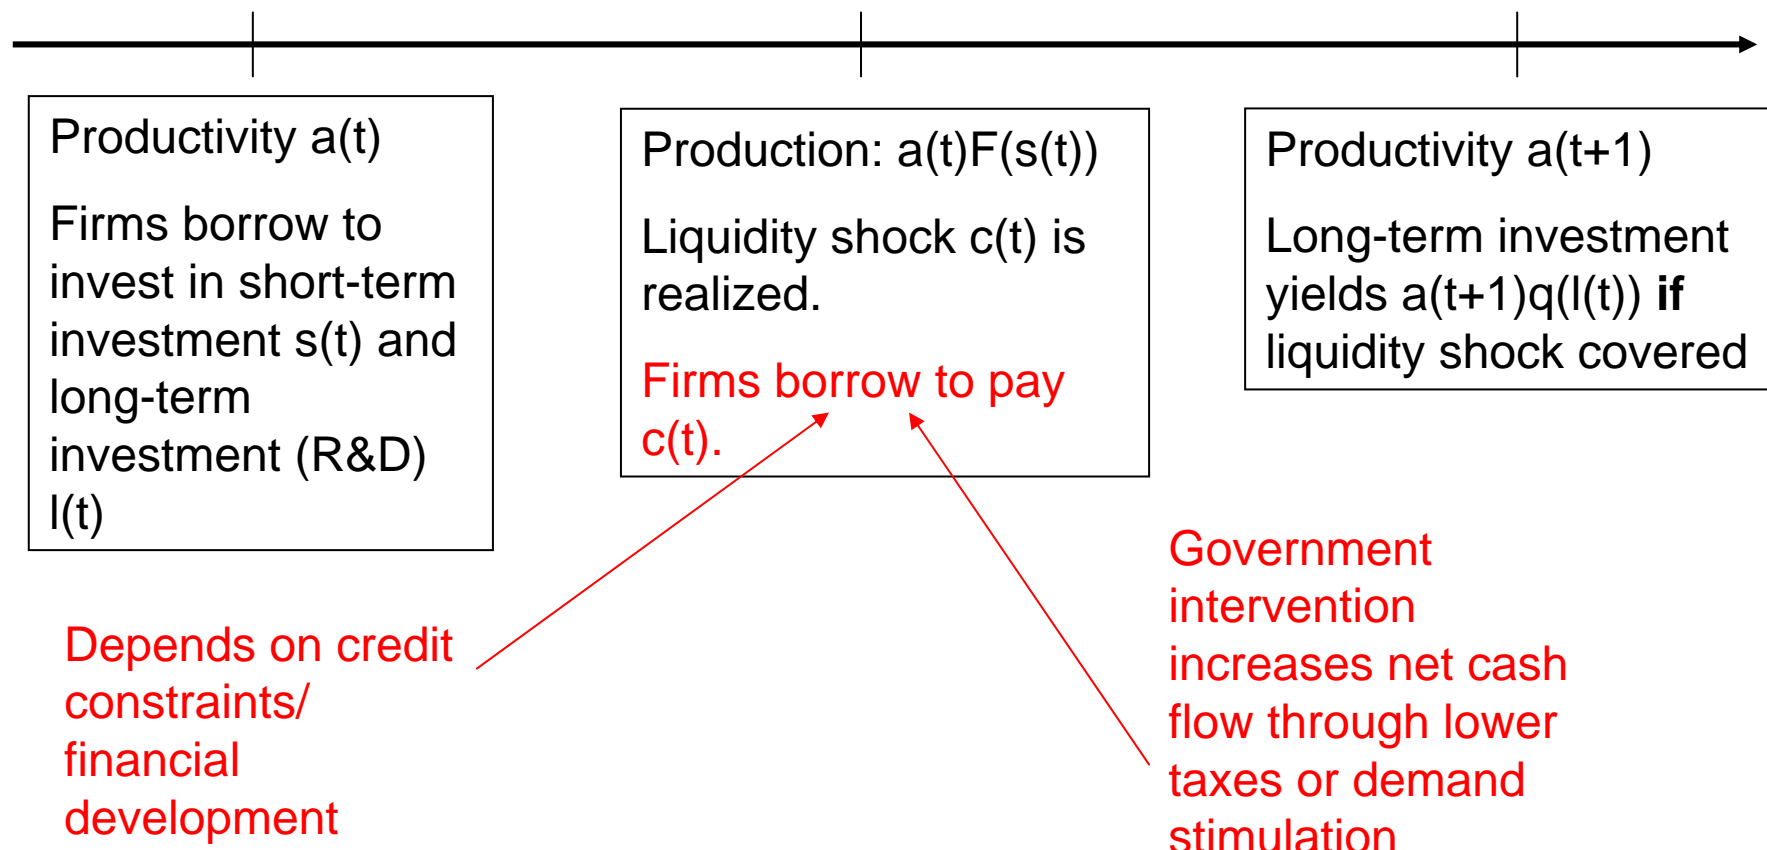 Productivity a(t)
Firms borrow to
invest in short-term
investment s(t) and
long-term
investment (R&D)
l(t)
Production: a(t)F(s(t))
Liquidity shock c(t) is
realized.
Firms borrow to pay
c(t).
Productivity a(t+1)
Long-term investment
yields a(t+1)q(l(t)) if
liquidity shock covered
Depends on credit
constraints/
financial
development
Government
intervention
increases net cash
flow through lower
taxes or demand
stimulation